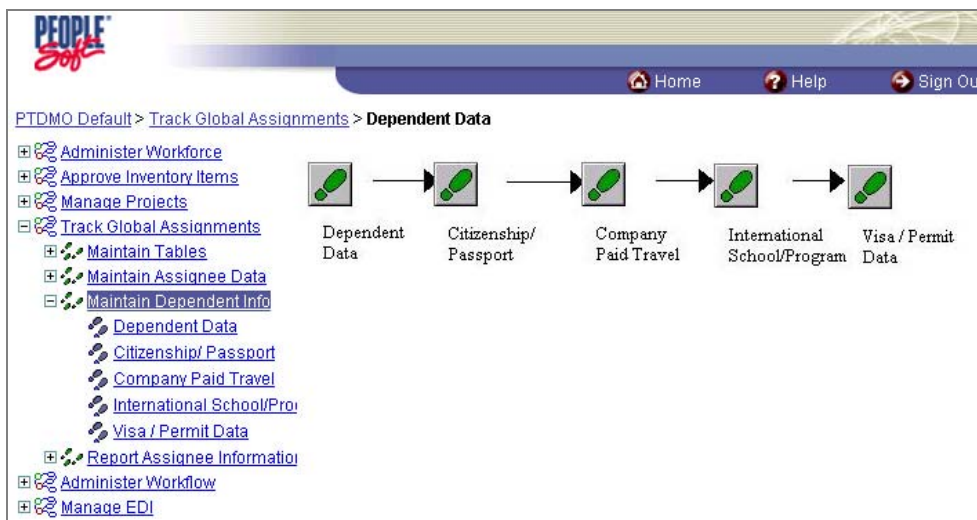 PEOPLE
Soft
Home Help Sign Ou
PTDMO Default > Track Global Assignments > Dependent Data
Administer Workforce
Approve Inventory Items
Manage Projects
Track Global Assignments
Maintain Tables
Maintain Assignee Data
Maintain Dependent Info
Dependent Data
Citizenship/ Passport
Company Paid Travel
International School/Pro
Visa / Permit Data
Report Assignee Informatio
Administer Workflow
Manage EDI
Dependent
Data
Citizenship/
Passport
Company
Paid Travel
International
School/Program
Visa / Permit
Data